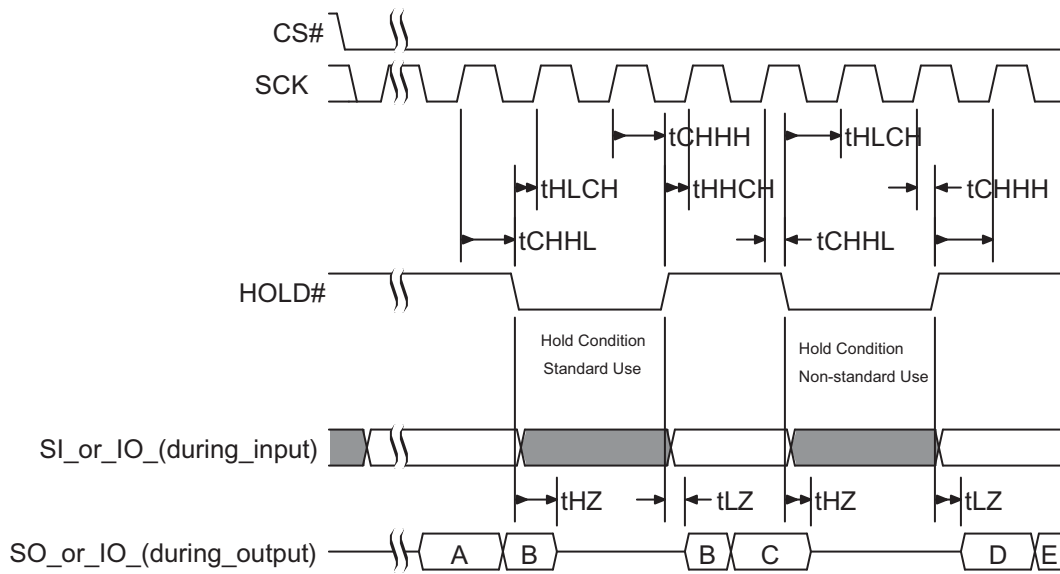 CS#
SCK
tCHHH
tHLCH
tHLCH
tHHCH
tCHHH
tCHHL
tCHHL
HOLD#
Hold Condition
Standard Use
Hold Condition
Non-standard Use
SI_or_IO_(during_input)
tHZ
tLZ
tHZ
tLZ
SO_or_IO_(during_output)
A
B
B
C
D
E